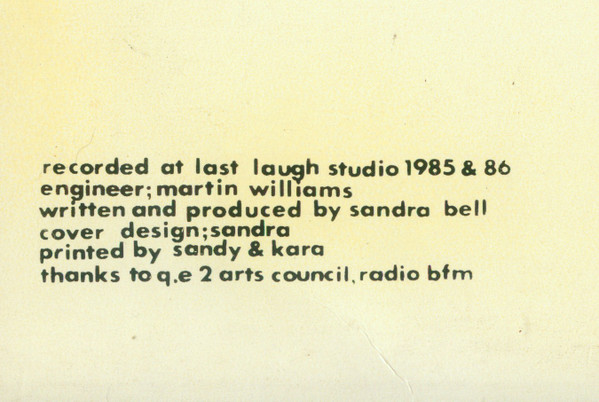 recorded at last laugh studio 1985 & 86
engineer; martin williams
written and produced by sandra bell
cover design; sandra
printed by sandy & kara
thanks to q.e 2 arts council, radio bfm